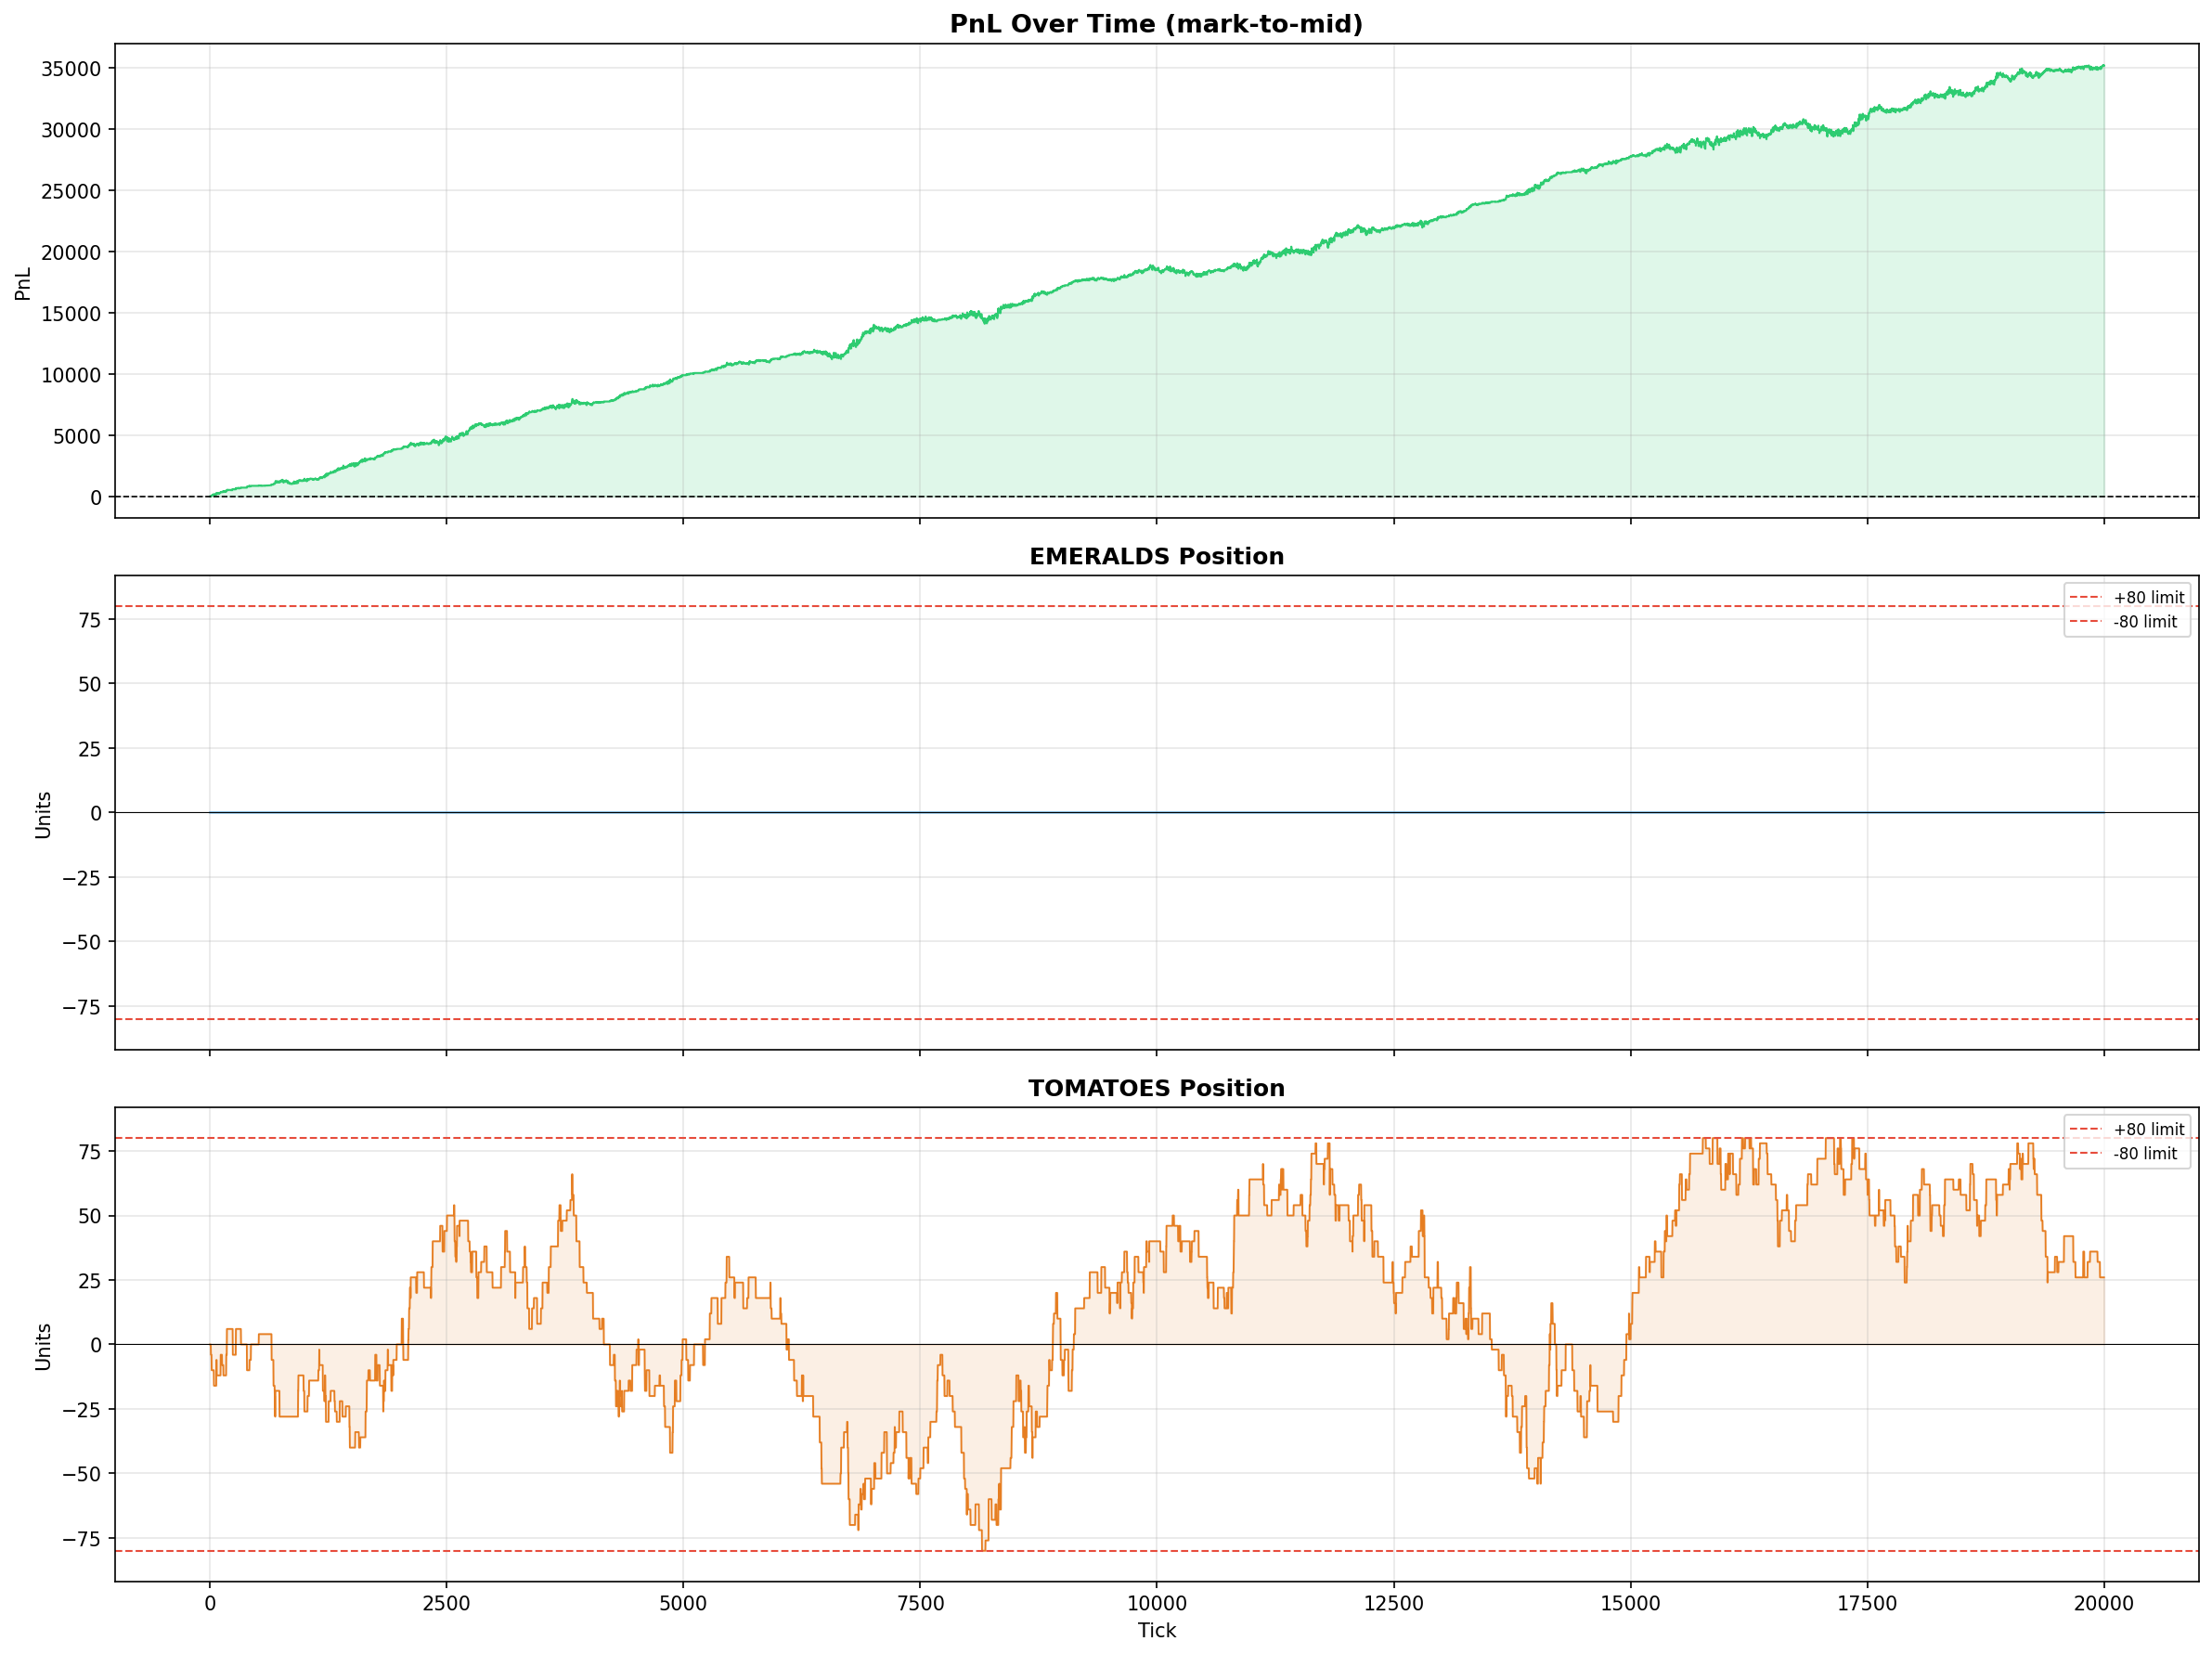 PnL Over Time (mark-to-mid)
35000
30000
25000
20000
15000
10000
5000
0
PnL
EMERALDS Position
+80 limit
-80 limit
75
50
25
0
−25
−50
−75
Units
TOMATOES Position
+80 limit
-80 limit
75
50
25
0
−25
−50
−75
Units
0 2500 5000 7500 10000 12500 15000 17500 20000
Tick